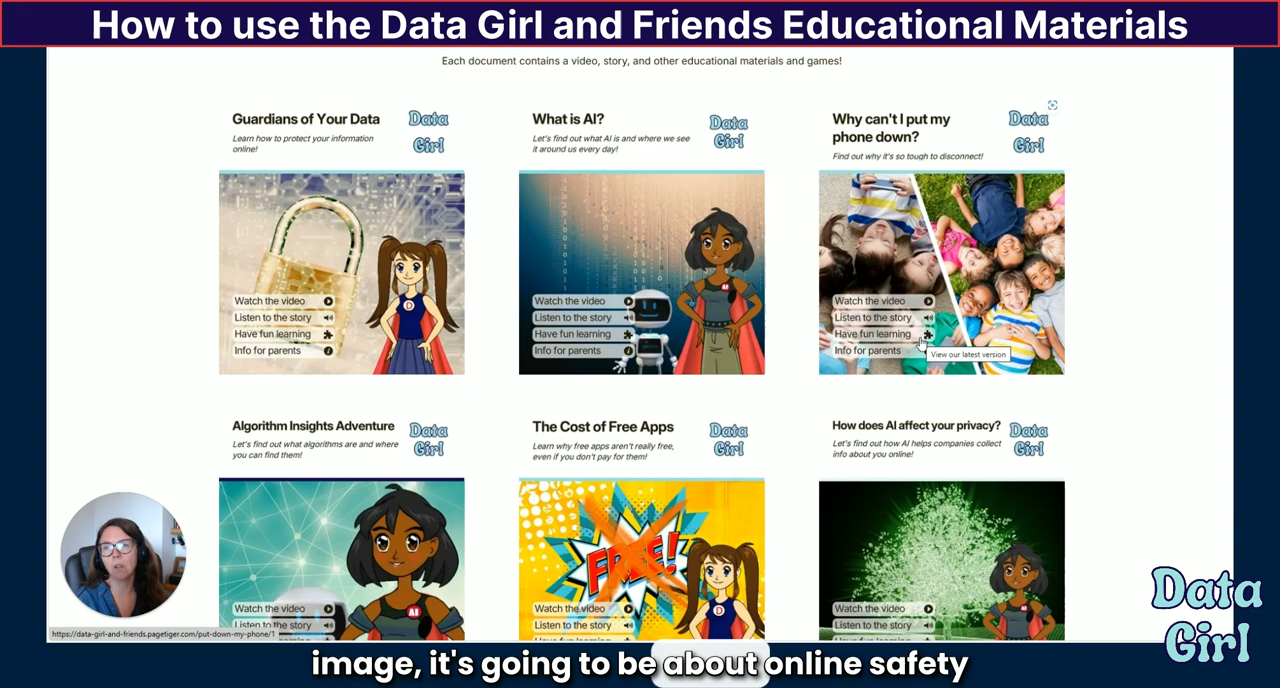 How to use the Data Girl and Friends Educational Materials
Each document contains a video, story, and other educational materials and games!
Guardians of Your Data
Learn how to protect your information
online!
Data
Girl
What is AI?
Let's find out what AI is and where we see
it around us every day!
Data
Girl
Why can't I put my
phone down?
Find out why it's so tough to disconnect!
Data
Girl
Watch the video
Listen to the story
Have fun learning
Info for parents
D
Watch the video
Listen to the story
Have fun learning
Info for parents
AI
Watch the video
Listen to the story
Have fun learning
Info for parents
View our latest version
Algorithm Insights Adventure
Let's find out what algorithms are and where
you can find them!
Data
Girl
The Cost of Free Apps
Learn why free apps aren't really free,
even if you don't pay for them!
Data
Girl
How does AI affect your privacy?
Let's find out how AI helps companies collect
info about you online!
Data
Girl
Watch the video
Listen to the story
AI
FREE!
Watch the video
Listen to the story
Have fun learning
D
Watch the video
Listen to the story
Have fun learning
AI
https://data-girl-and-friends.pagetiger.com/put-down-my-phone/1
Data
Girl
image, it's going to be about online safety